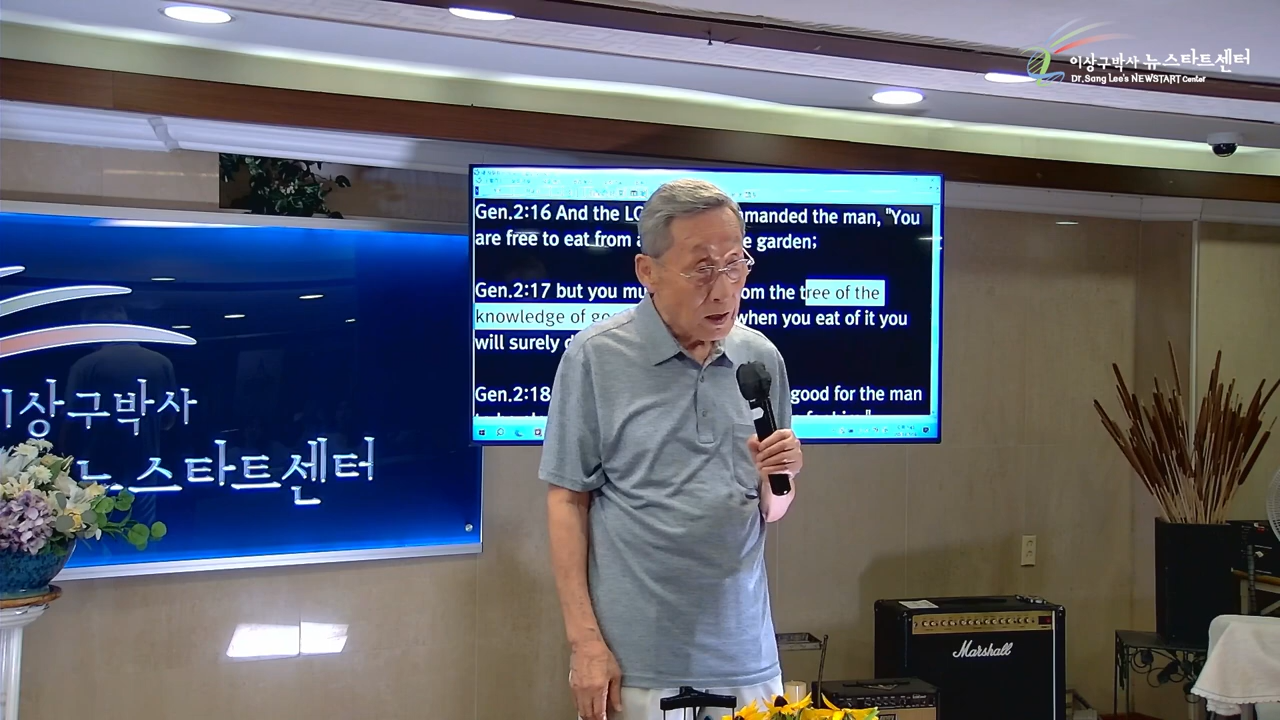 이상구박사 뉴스타트센터
Dr. Sang Lee's NEWSTART Center
Gen.2:16 And the LO manded the man, "You
are free to eat from a e garden;
Gen.2:17 but you mu om the tree of the
knowledge of go when you eat of it you
will surely d
Gen.2:18 good for the man
이상구박사
뉴스타트센터
Marshall